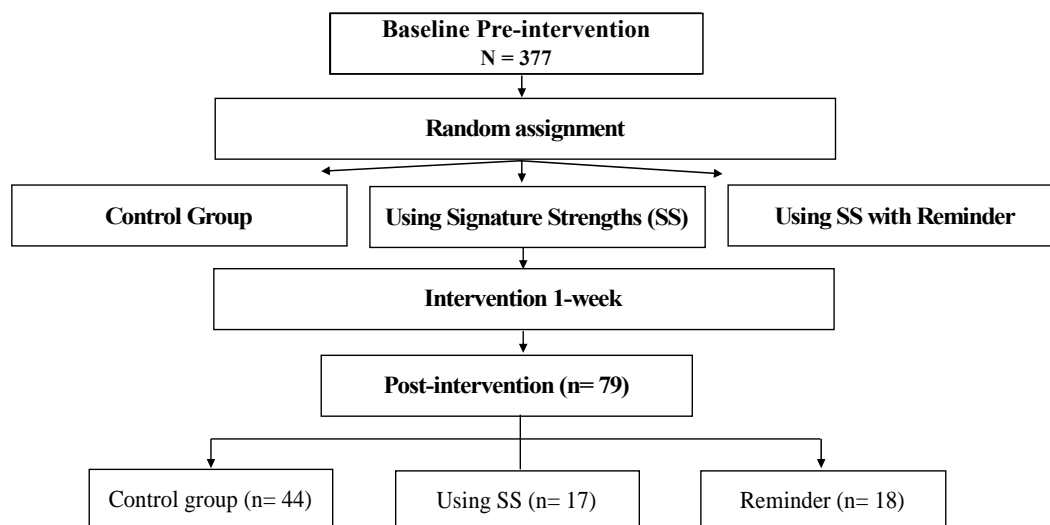 Baseline Pre-intervention
N = 377
Random assignment
Control Group
Using Signature Strengths (SS)
Using SS with Reminder
Intervention 1-week
Post-intervention (n= 79)
Control group (n= 44)
Using SS (n= 17)
Reminder (n= 18)